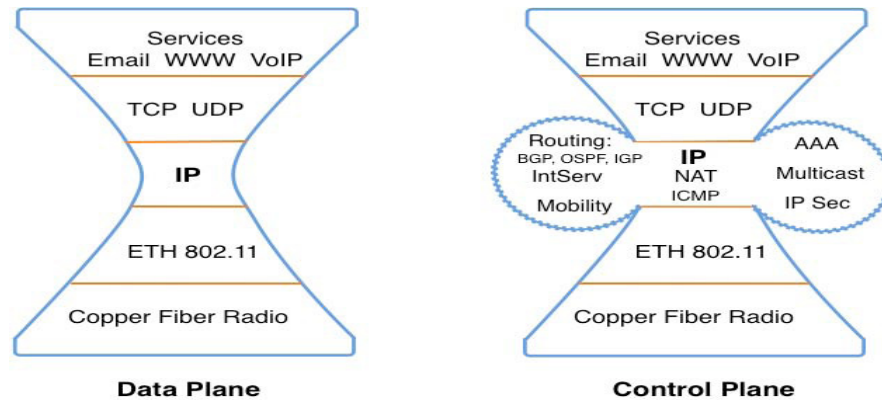 Services
Email WWW VoIP
TCP UDP
IP
ETH 802.11
Copper Fiber Radio
Data Plane
Services
Email WWW VoIP
TCP UDP
Routing:
BGP, OSPF, IGP
IntServ
Mobility
IP
NAT
ICMP
AAA
Multicast
IP Sec
ETH 802.11
Copper Fiber Radio
Control Plane